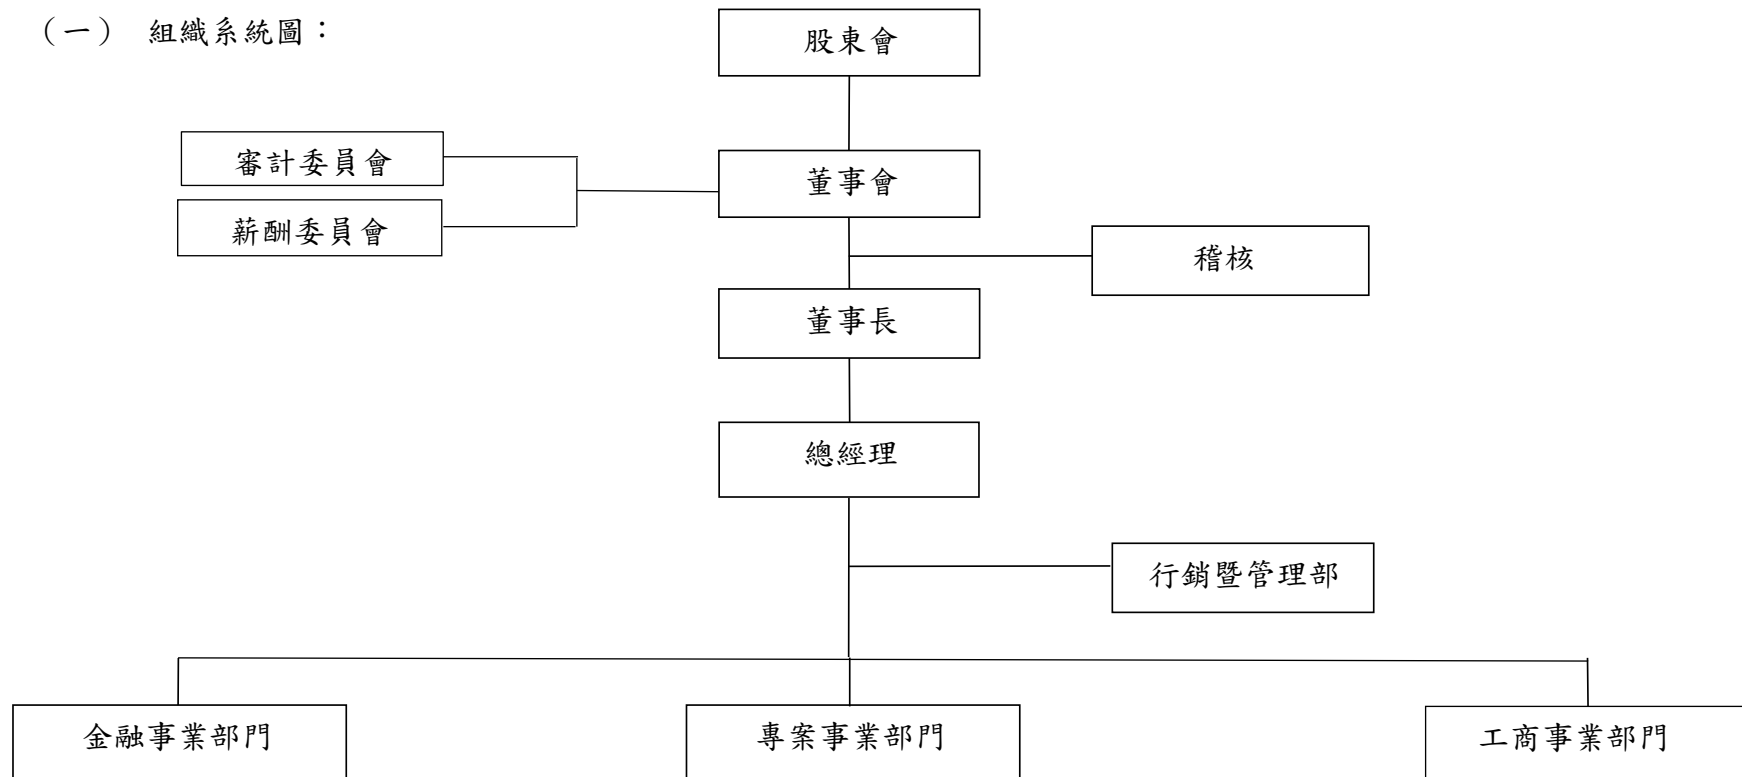 （一） 組織系統圖：
股東會
審計委員會
董事會
薪酬委員會
稽核
董事長
總經理
行銷暨管理部
金融事業部門
專案事業部門
工商事業部門